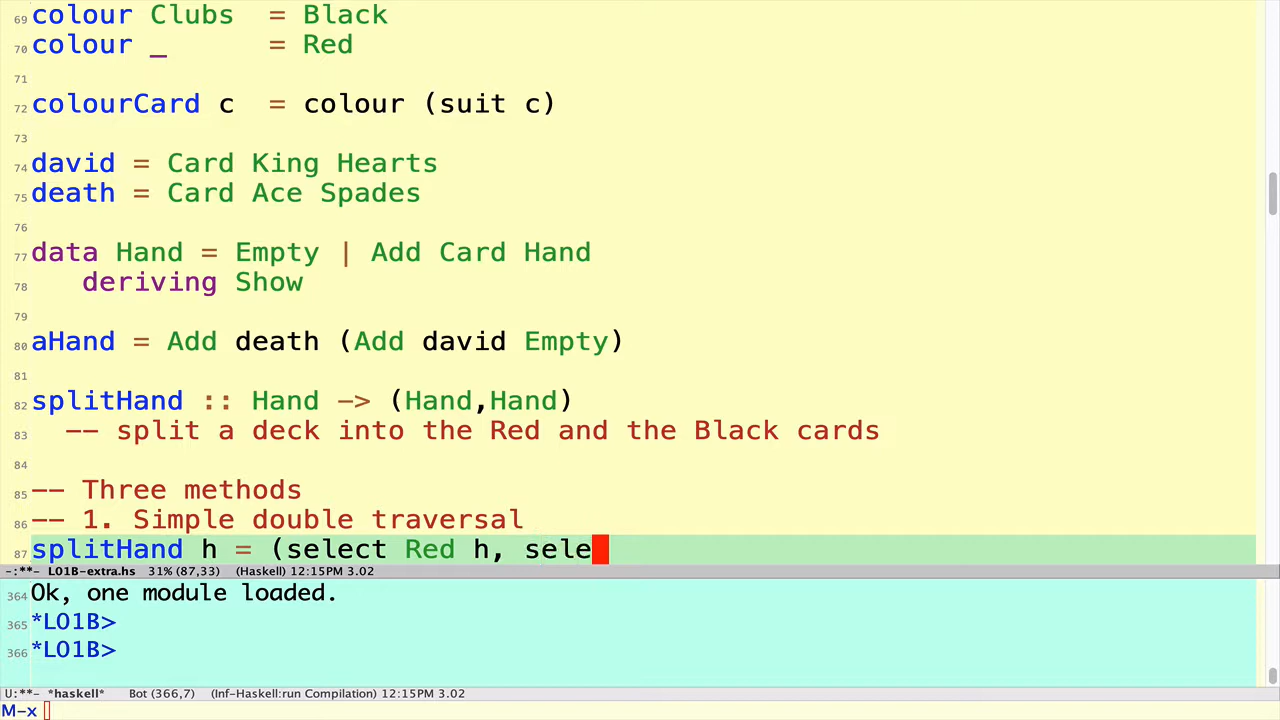 69 colour Clubs  = Black
70 colour _      = Red
71
72 colourCard c  = colour (suit c)
73
74 david = Card King Hearts
75 death = Card Ace Spades
76
77 data Hand = Empty | Add Card Hand
78    deriving Show
79
80 aHand = Add death (Add david Empty)
81
82 splitHand :: Hand -> (Hand,Hand)
83   -- split a deck into the Red and the Black cards
84
85 -- Three methods
86 -- 1. Simple double traversal
87 splitHand h = (select Red h, sele
-:**- L01B-extra.hs   31% (87,33)   (Haskell) 12:15PM 3.02
364 Ok, one module loaded.
365 *L01B>
366 *L01B>
U:**- *haskell*   Bot (366,7)   (Inf-Haskell:run Compilation) 12:15PM 3.02
M-x